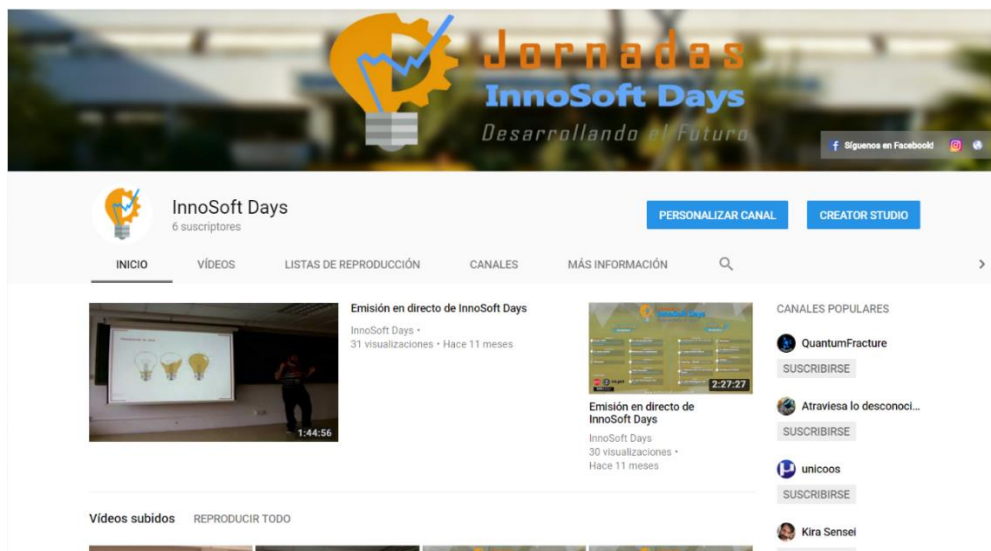 Jornadas
InnoSoft Days
Desarrollando el Futuro
Síguenos en Facebook!
InnoSoft Days
6 suscriptores
PERSONALIZAR CANAL
CREATOR STUDIO
INICIO
VÍDEOS
LISTAS DE REPRODUCCIÓN
CANALES
MÁS INFORMACIÓN
1:44:56
Emisión en directo de InnoSoft Days
InnoSoft Days •
31 visualizaciones • Hace 11 meses
2:27:27
Emisión en directo de
InnoSoft Days
InnoSoft Days
30 visualizaciones •
Hace 11 meses
CANALES POPULARES
QuantumFracture
SUSCRIBIRSE
Atraviesa lo desconoci...
SUSCRIBIRSE
unicoos
SUSCRIBIRSE
Kira Sensei
Vídeos subidos
REPRODUCIR TODO